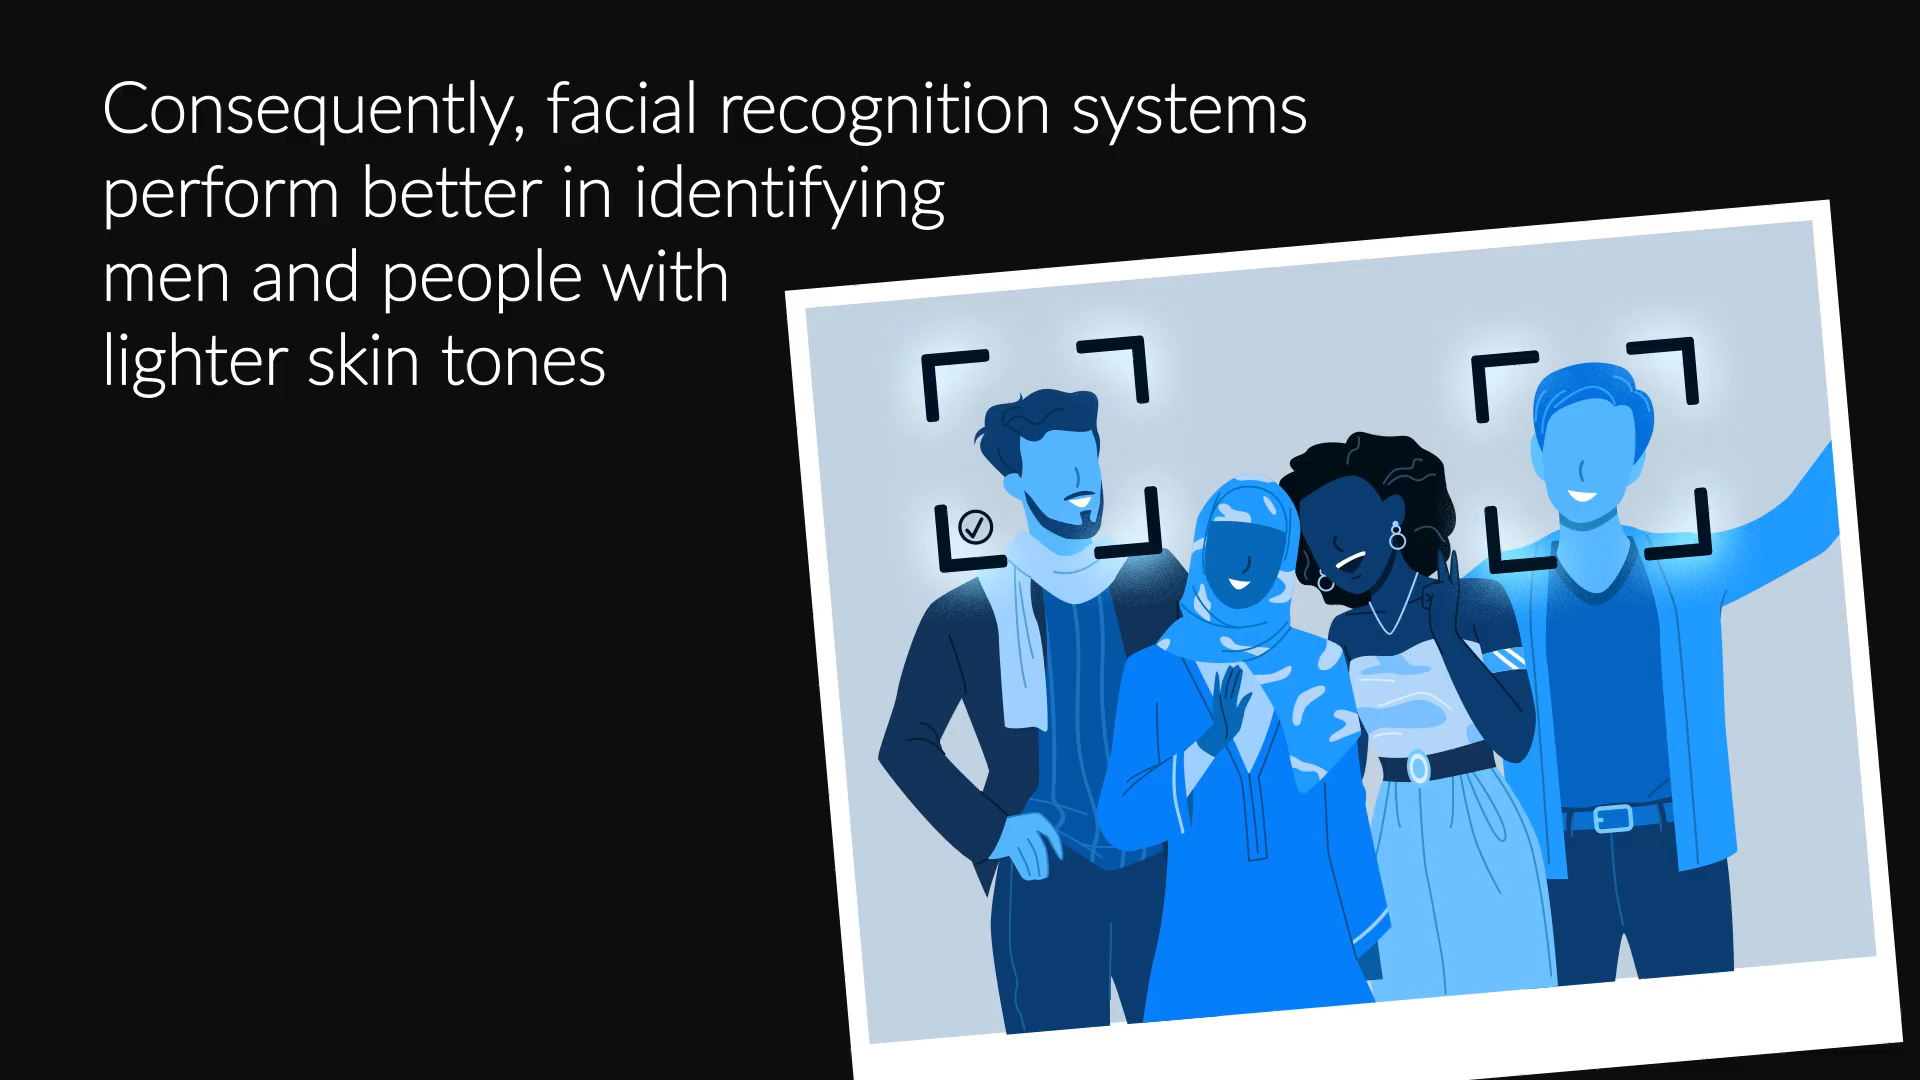 Consequently, facial recognition systems
perform better in identifying
men and people with
lighter skin tones